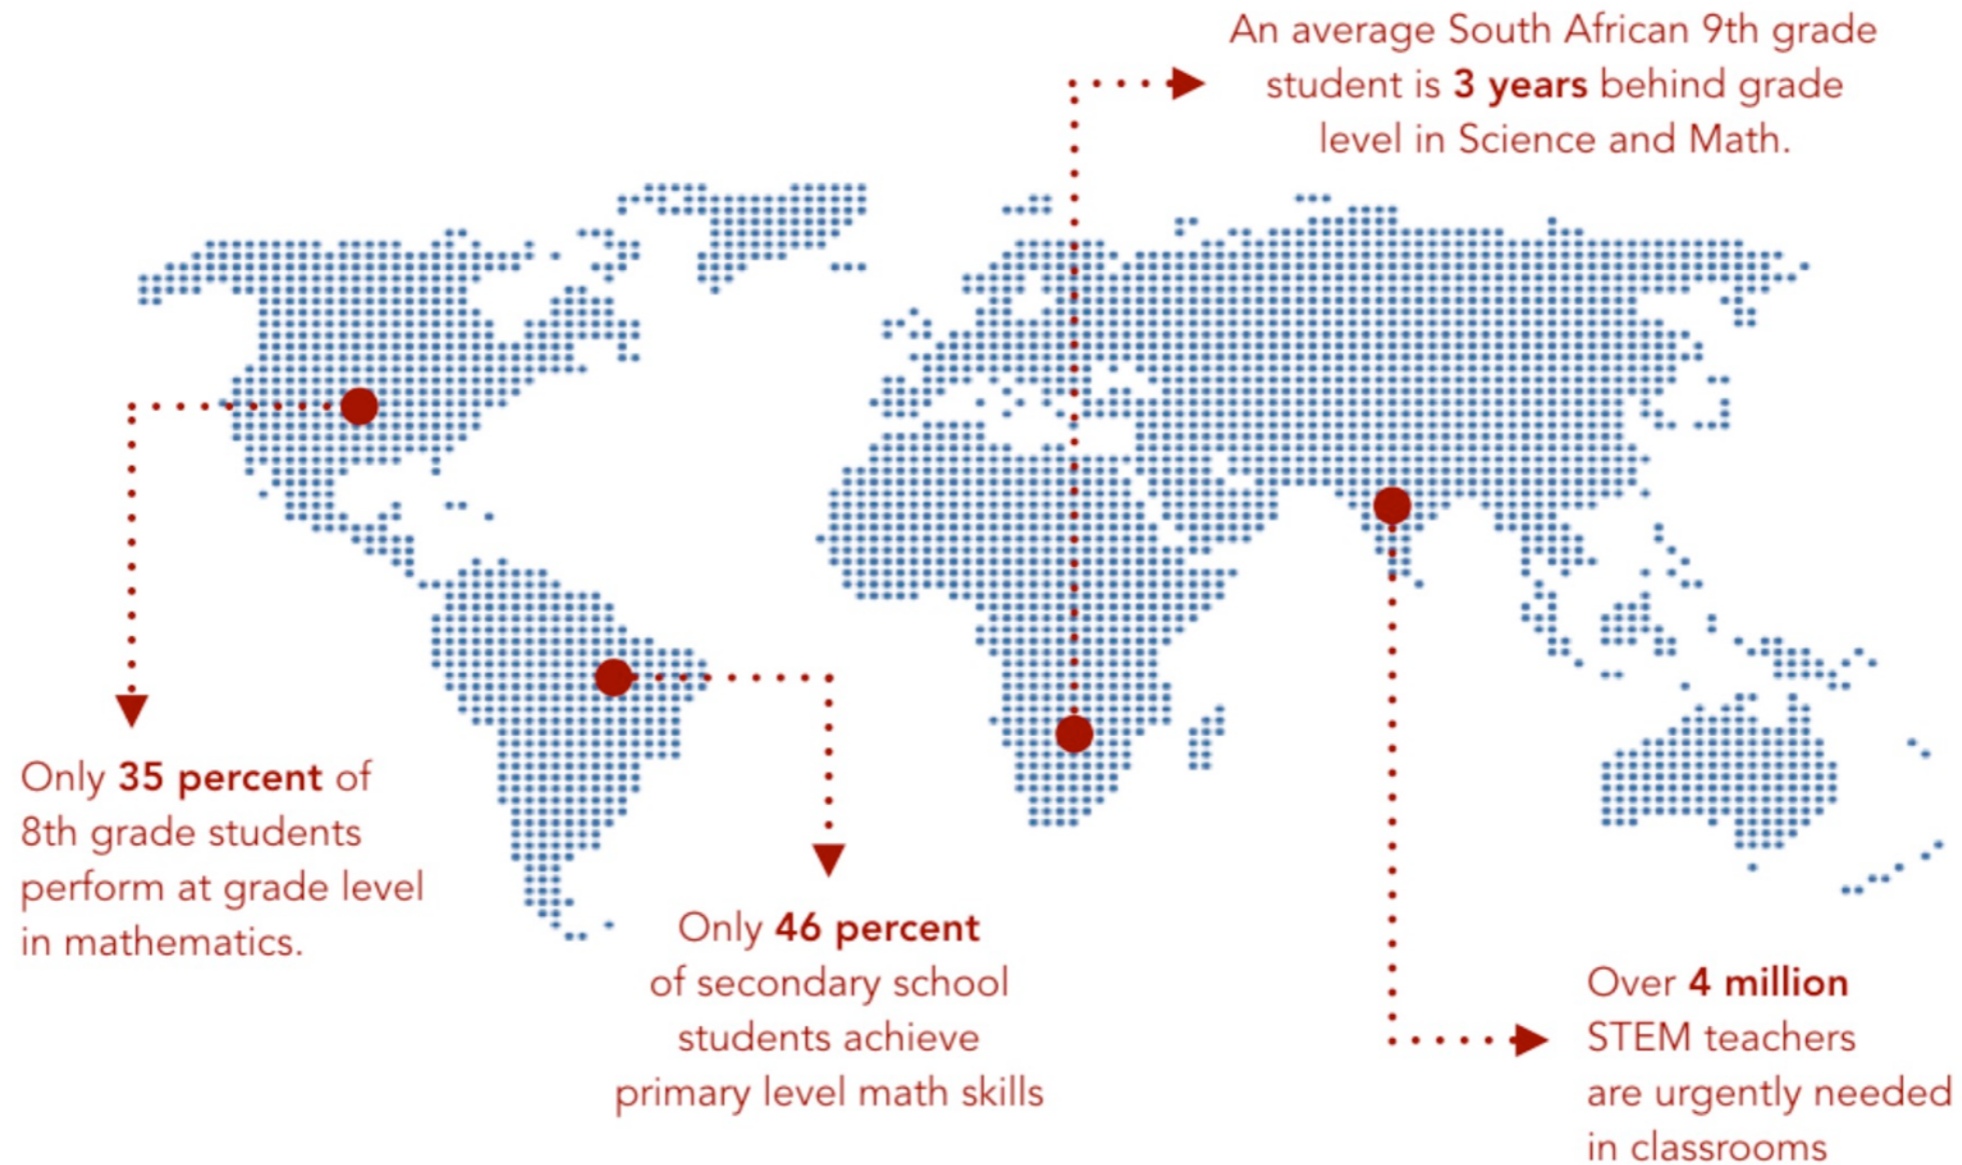 An average South African 9th grade
student is 3 years behind grade
level in Science and Math.
Only 35 percent of
8th grade students
perform at grade level
in mathematics.
Only 46 percent
of secondary school
students achieve
primary level math skills
Over 4 million
STEM teachers
are urgently needed
in classrooms